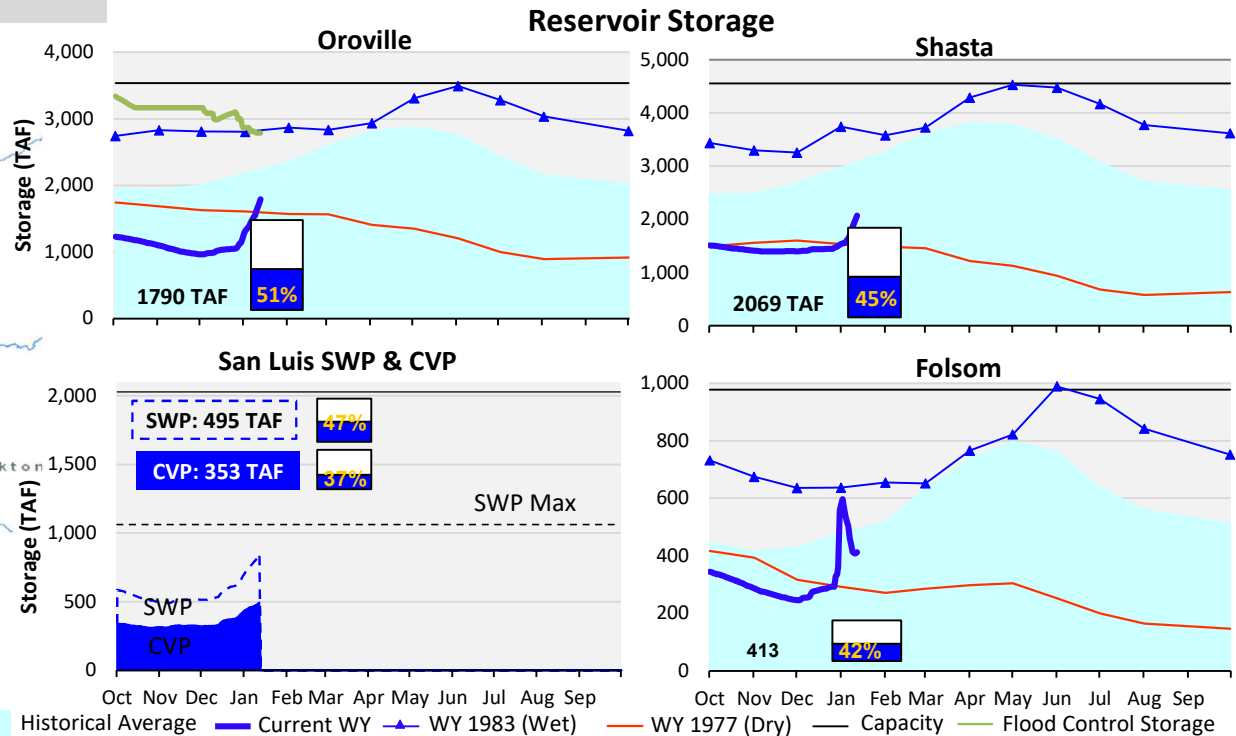 Reservoir Storage
Oroville
4,000
3,000
2,000
1,000
0
Storage (TAF)
1790 TAF
51%
Shasta
5,000
4,000
3,000
2,000
1,000
0
2069 TAF
45%
San Luis SWP & CVP
2,000
1,500
1,000
500
0
Storage (TAF)
SWP: 495 TAF
47%
CVP: 353 TAF
37%
SWP Max
SWP
CVP
Oct Nov Dec Jan Feb Mar Apr May Jun Jul Aug Sep
Folsom
1,000
800
600
400
200
0
413
42%
Oct Nov Dec Jan Feb Mar Apr May Jun Jul Aug Sep
kton
Historical Average Current WY WY 1983 (Wet) WY 1977 (Dry) Capacity Flood Control Storage